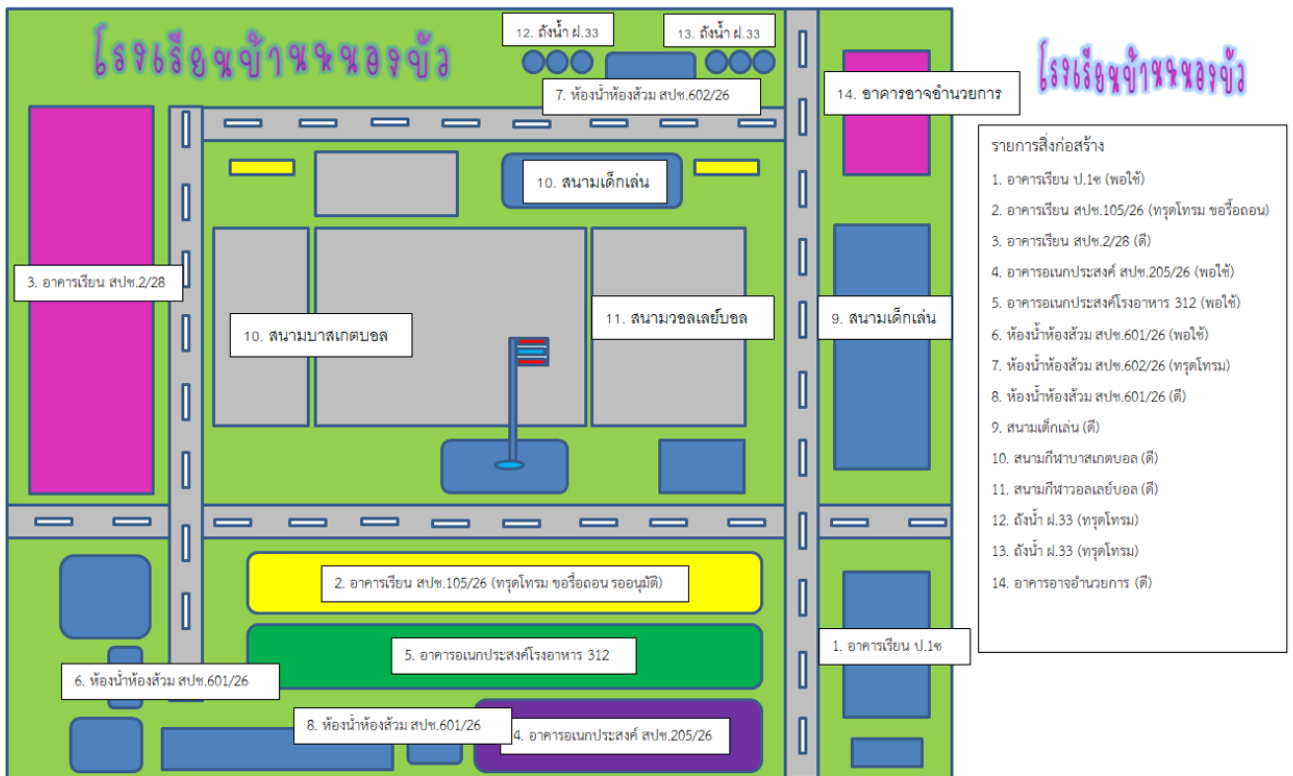 โรงเรียนบ้านหนองบัว
12. ถังน้ำ ฝ.33
13. ถังน้ำ ฝ.33
7. ห้องน้ำห้องส้วม สปช.602/26
14. อาคารอาจอำนวยการ
10. สนามเด็กเล่น
3. อาคารเรียน สปช.2/28
10. สนามบาสเกตบอล
11. สนามวอลเลย์บอล
9. สนามเด็กเล่น
2. อาคารเรียน สปช.105/26 (ทรุดโทรม ขอรื้อถอน รออนุมัติ)
5. อาคารอเนกประสงค์โรงอาหาร 312
1. อาคารเรียน ป.1ซ
6. ห้องน้ำห้องส้วม สปช.601/26
8. ห้องน้ำห้องส้วม สปช.601/26
4. อาคารอเนกประสงค์ สปช.205/26
โรงเรียนบ้านหนองบัว
รายการสิ่งก่อสร้าง
1. อาคารเรียน ป.1ซ (พอใช้)
2. อาคารเรียน สปช.105/26 (ทรุดโทรม ขอรื้อถอน)
3. อาคารเรียน สปช.2/28 (ดี)
4. อาคารอเนกประสงค์ สปช.205/26 (พอใช้)
5. อาคารอเนกประสงค์โรงอาหาร 312 (พอใช้)
6. ห้องน้ำห้องส้วม สปช.601/26 (พอใช้)
7. ห้องน้ำห้องส้วม สปช.602/26 (ทรุดโทรม)
8. ห้องน้ำห้องส้วม สปช.601/26 (ดี)
9. สนามเด็กเล่น (ดี)
10. สนามกีฬาบาสเกตบอล (ดี)
11. สนามกีฬาวอลเลย์บอล (ดี)
12. ถังน้ำ ฝ.33 (ทรุดโทรม)
13. ถังน้ำ ฝ.33 (ทรุดโทรม)
14. อาคารอาจอำนวยการ (ดี)